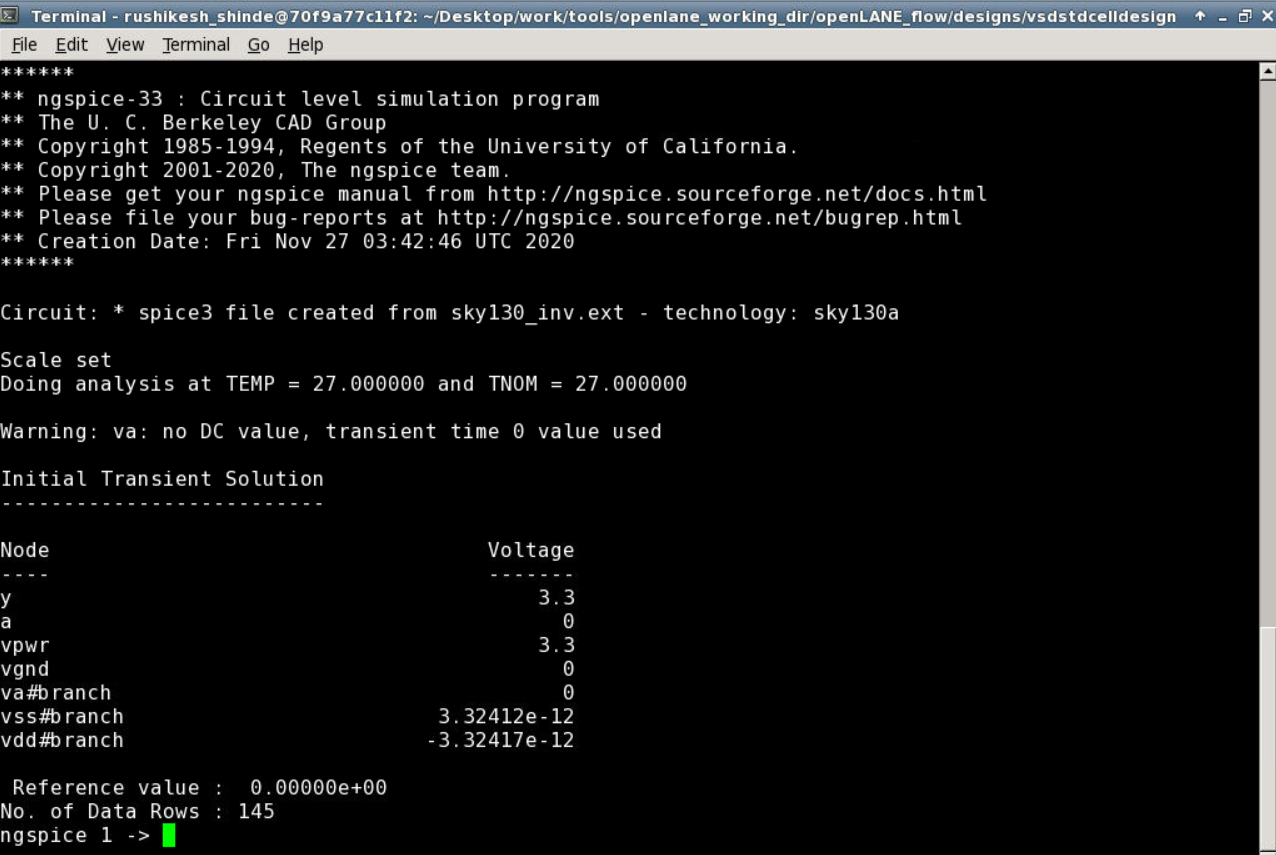 Terminal - rushikesh_shinde@70f9a77c11f2: ~/Desktop/work/tools/openlane_working_dir/openLANE_flow/designs/vsdstdcelldesign
File Edit View Terminal Go Help
******
** ngspice-33 : Circuit level simulation program
** The U. C. Berkeley CAD Group
** Copyright 1985-1994, Regents of the University of California.
** Copyright 2001-2020, The ngspice team.
** Please get your ngspice manual from http://ngspice.sourceforge.net/docs.html
** Please file your bug-reports at http://ngspice.sourceforge.net/bugrep.html
** Creation Date: Fri Nov 27 03:42:46 UTC 2020
******
Circuit: * spice3 file created from sky130_inv.ext - technology: sky130a
Scale set
Doing analysis at TEMP = 27.000000 and TNOM = 27.000000
Warning: va: no DC value, transient time 0 value used
Initial Transient Solution
--------------------------
Node Voltage
---- -------
y 3.3
a 0
vpwr 3.3
vgnd 0
va#branch 0
vss#branch 3.32412e-12
vdd#branch -3.32417e-12
Reference value : 0.00000e+00
No. of Data Rows : 145
ngspice 1 ->